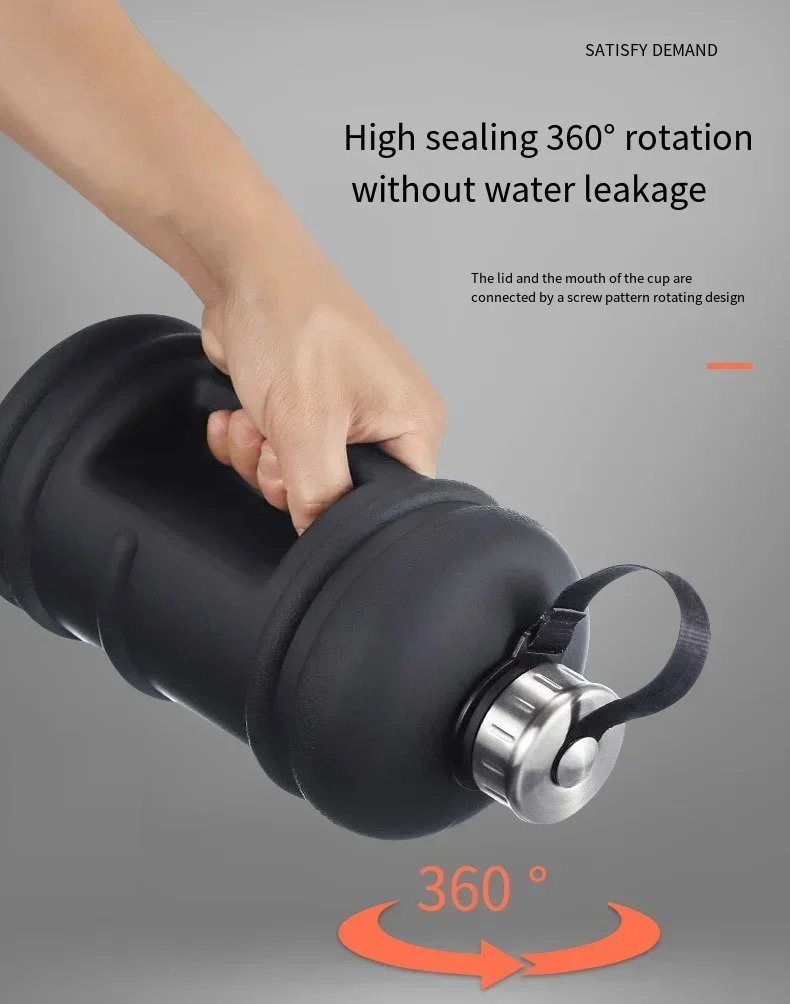 SATISFY DEMAND
High sealing 360° rotation
without water leakage
The lid and the mouth of the cup are
connected by a screw pattern rotating design
360 °